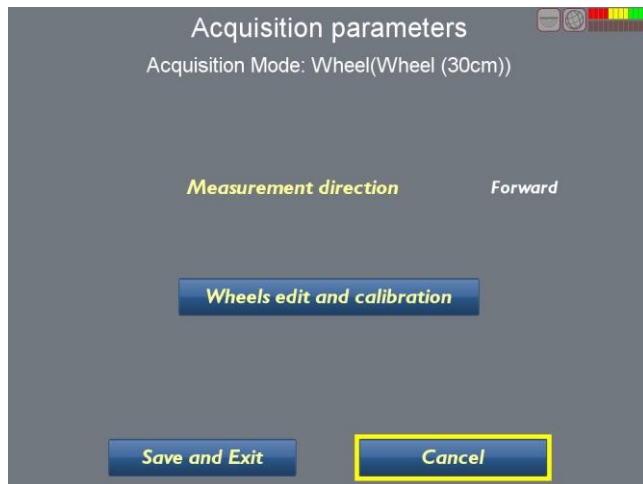 Acquisition parameters
Acquisition Mode: Wheel(Wheel (30cm))
Measurement direction Forward
Wheels edit and calibration
Save and Exit Cancel